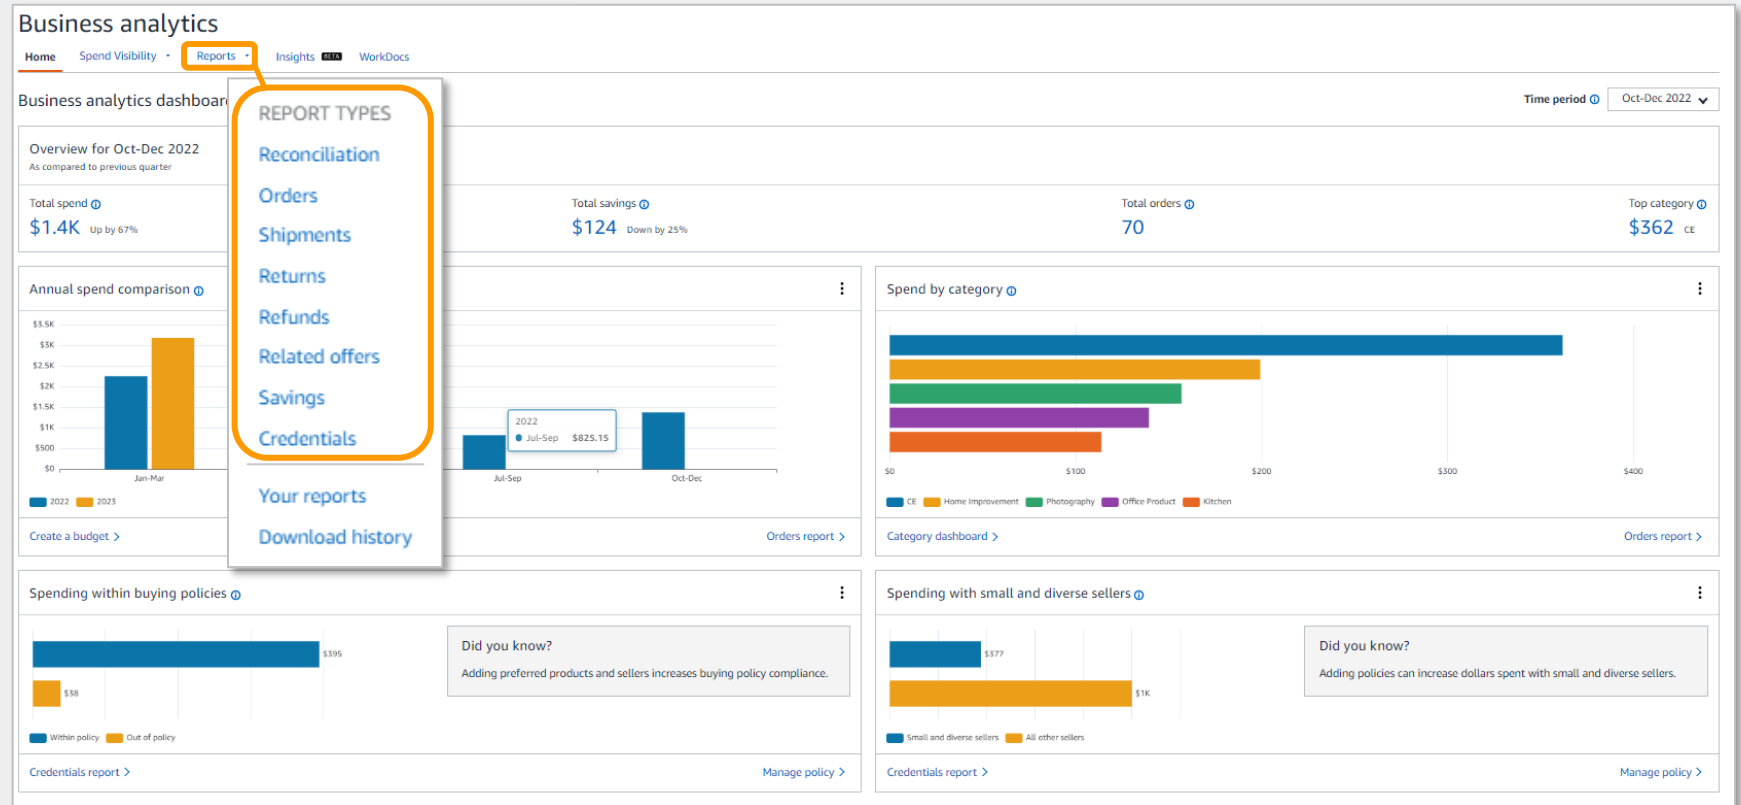 Business analytics
Home Spend Visibility Reports Insights BETA WorkDocs
Business analytics dashboar
Time period Oct-Dec 2022
REPORT TYPES
Reconciliation
Orders
Shipments
Returns
Refunds
Related offers
Savings
Credentials
Your reports
Download history
Overview for Oct-Dec 2022
As compared to previous quarter
Total spend
$1.4K Up by 67%
Total savings
$124 Down by 25%
Total orders
70
Top category
$362 CE
Annual spend comparison
$3.5K
$3K
$2.5K
$2K
$1.5K
$1K
$500
$0
Jan-Mar
Jul-Sep
Oct-Dec
2022
Jul-Sep $825.15
2022 2023
Create a budget
Orders report
Spend by category
$0 $100 $200 $300 $400
CE Home Improvement Photography Office Product Kitchen
Category dashboard
Orders report
Spending within buying policies
$395
$38
Within policy Out of policy
Did you know?
Adding preferred products and sellers increases buying policy compliance.
Credentials report
Manage policy
Spending with small and diverse sellers
$377
$1K
Small and diverse sellers All other sellers
Did you know?
Adding policies can increase dollars spent with small and diverse sellers.
Credentials report
Manage policy